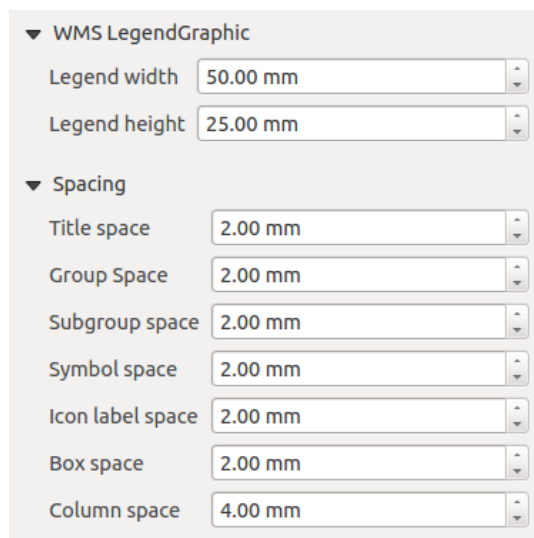 WMS LegendGraphic
Legend width 50.00 mm
Legend height 25.00 mm
Spacing
Title space 2.00 mm
Group Space 2.00 mm
Subgroup space 2.00 mm
Symbol space 2.00 mm
Icon label space 2.00 mm
Box space 2.00 mm
Column space 4.00 mm